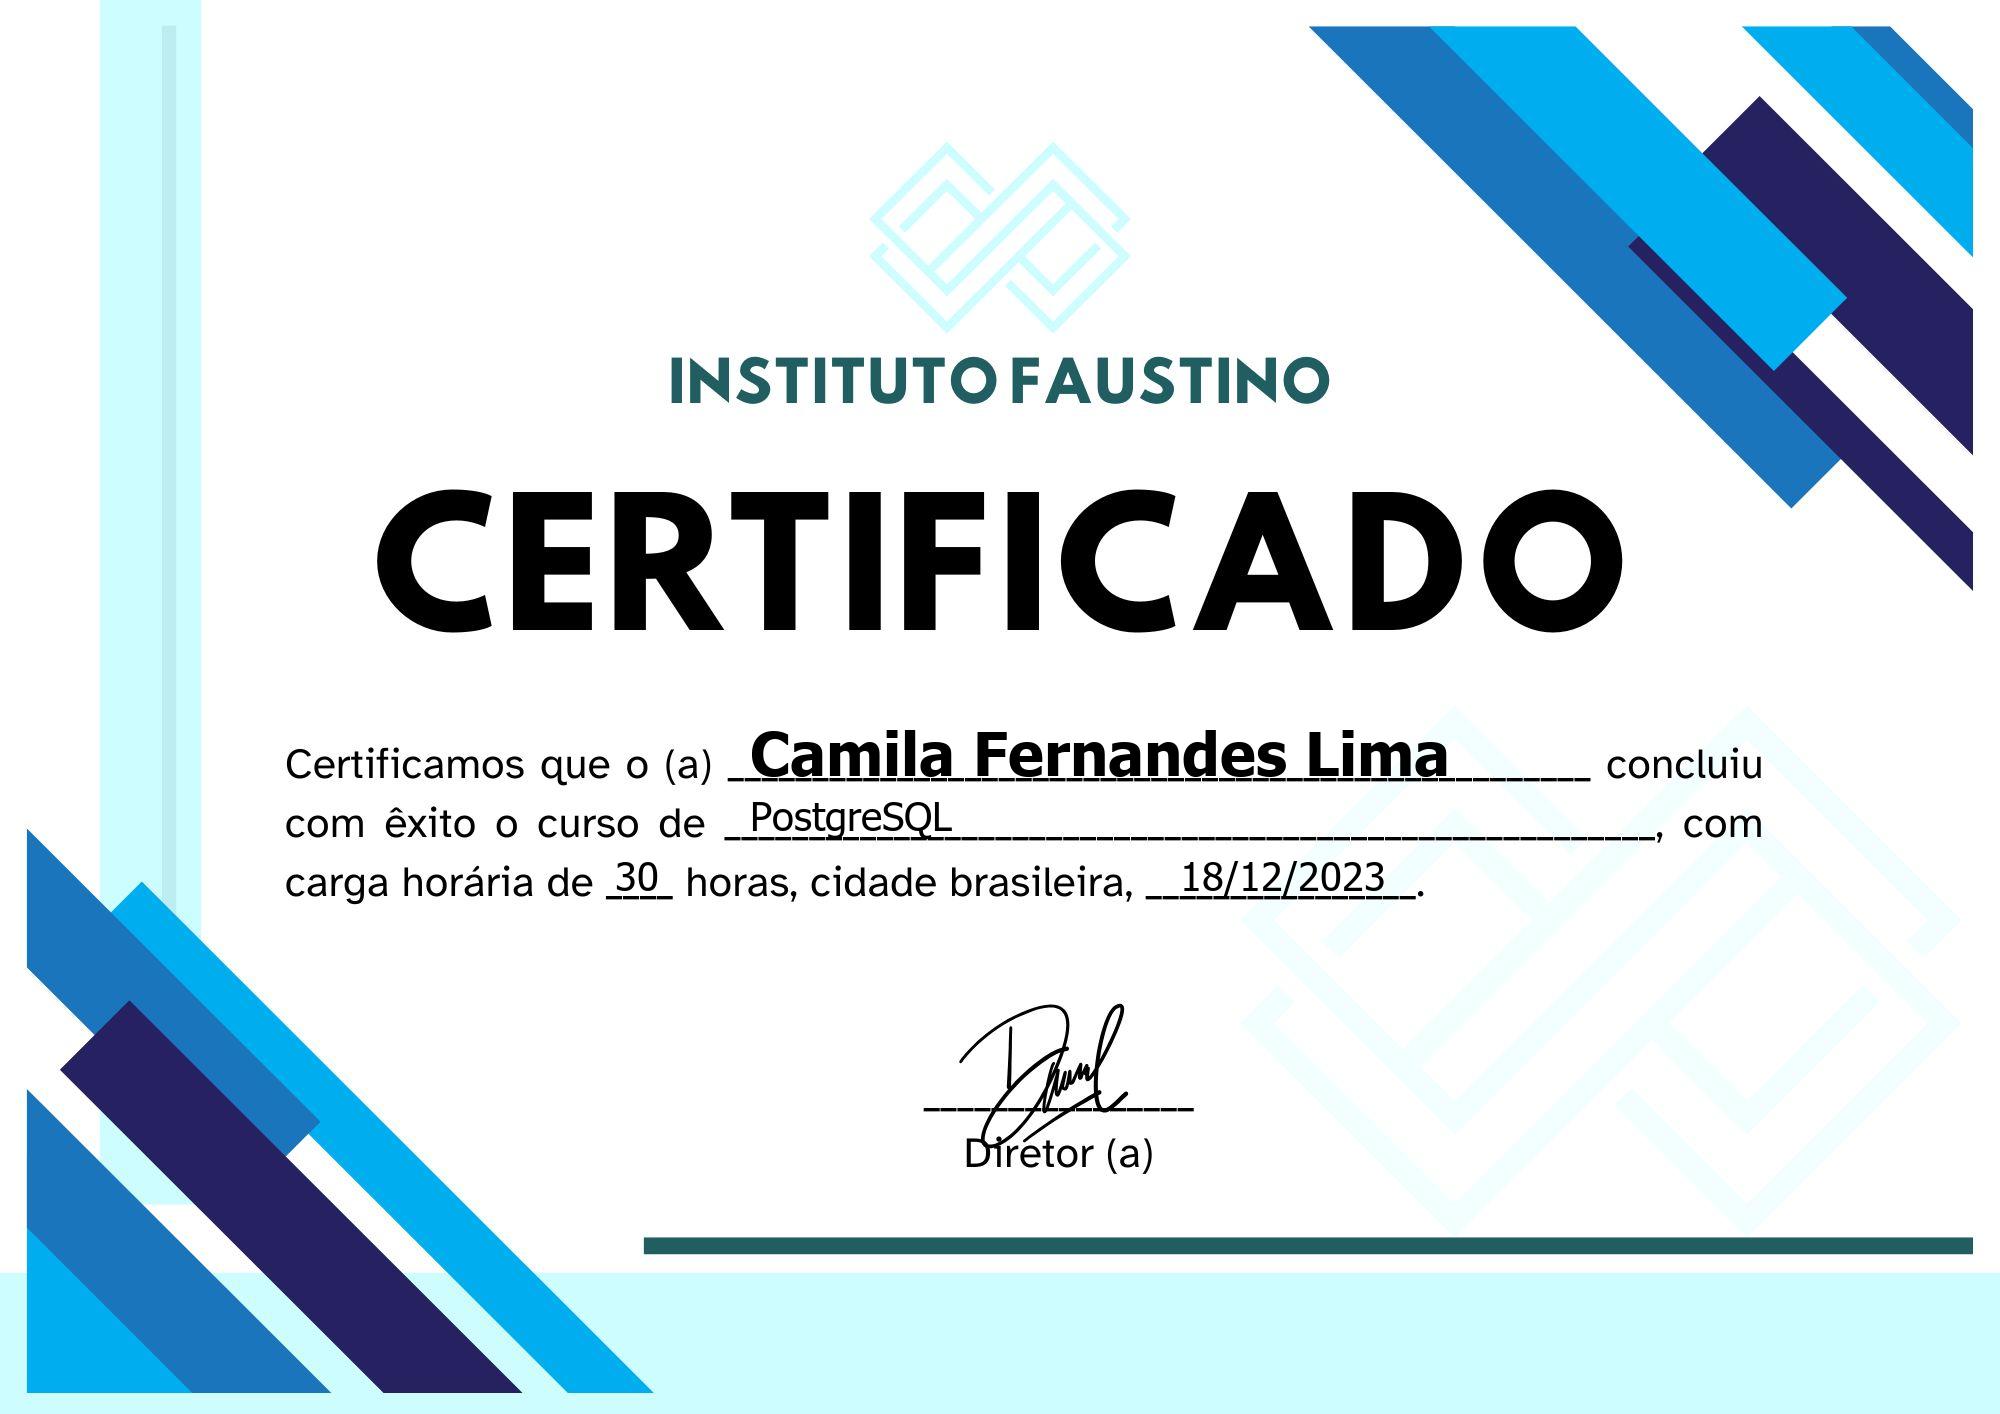 INSTITUTO FAUSTINO
CERTIFICADO
Certificamos que o (a) Camila Fernandes Lima concluiu
com êxito o curso de PostgreSQL, com
carga horária de 30 horas, cidade brasileira, 18/12/2023.
Diretor (a)